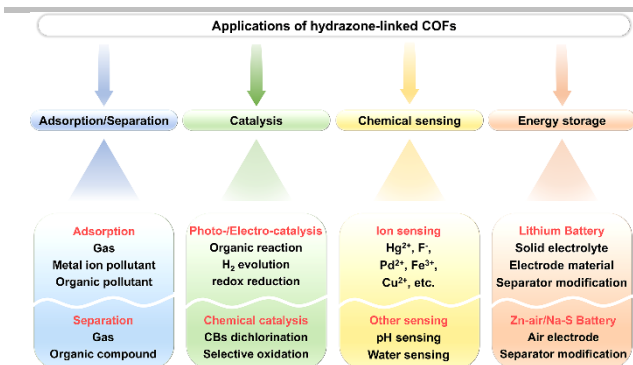 Applications of hydrazone-linked COFs
Adsorption/Separation
Catalysis
Chemical sensing
Energy storage
Adsorption
Gas
Metal ion pollutant
Organic pollutant
Separation
Gas
Organic compound
Photo-/Electro-catalysis
Organic reaction
H₂ evolution
redox reduction
Chemical catalysis
CBs dichlorination
Selective oxidation
Ion sensing
Hg²⁺, F⁻,
Pd²⁺, Fe³⁺,
Cu²⁺, etc.
Other sensing
pH sensing
Water sensing
Lithium Battery
Solid electrolyte
Electrode material
Separator modification
Zn-air/Na-S Battery
Air electrode
Separator modification